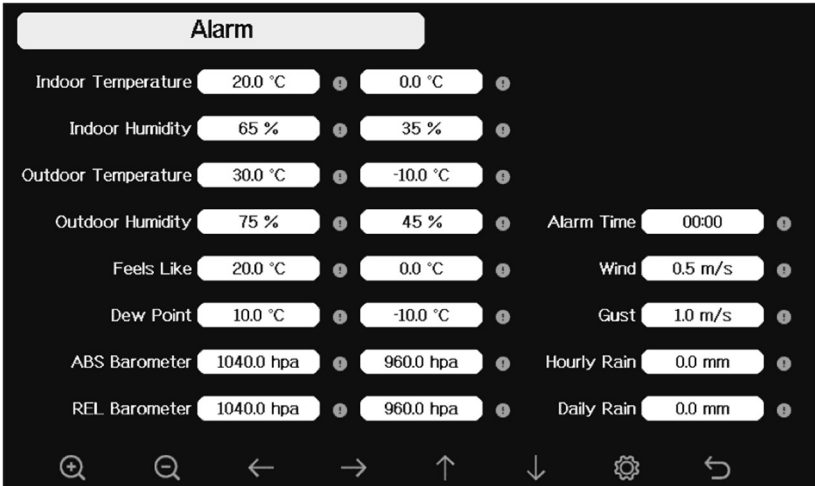 Alarm
Indoor Temperature 20.0 °C 0.0 °C
Indoor Humidity 65 % 35 %
Outdoor Temperature 30.0 °C -10.0 °C
Outdoor Humidity 75 % 45 % Alarm Time 00:00
Feels Like 20.0 °C 0.0 °C Wind 0.5 m/s
Dew Point 10.0 °C -10.0 °C Gust 1.0 m/s
ABS Barometer 1040.0 hpa 960.0 hpa Hourly Rain 0.0 mm
REL Barometer 1040.0 hpa 960.0 hpa Daily Rain 0.0 mm